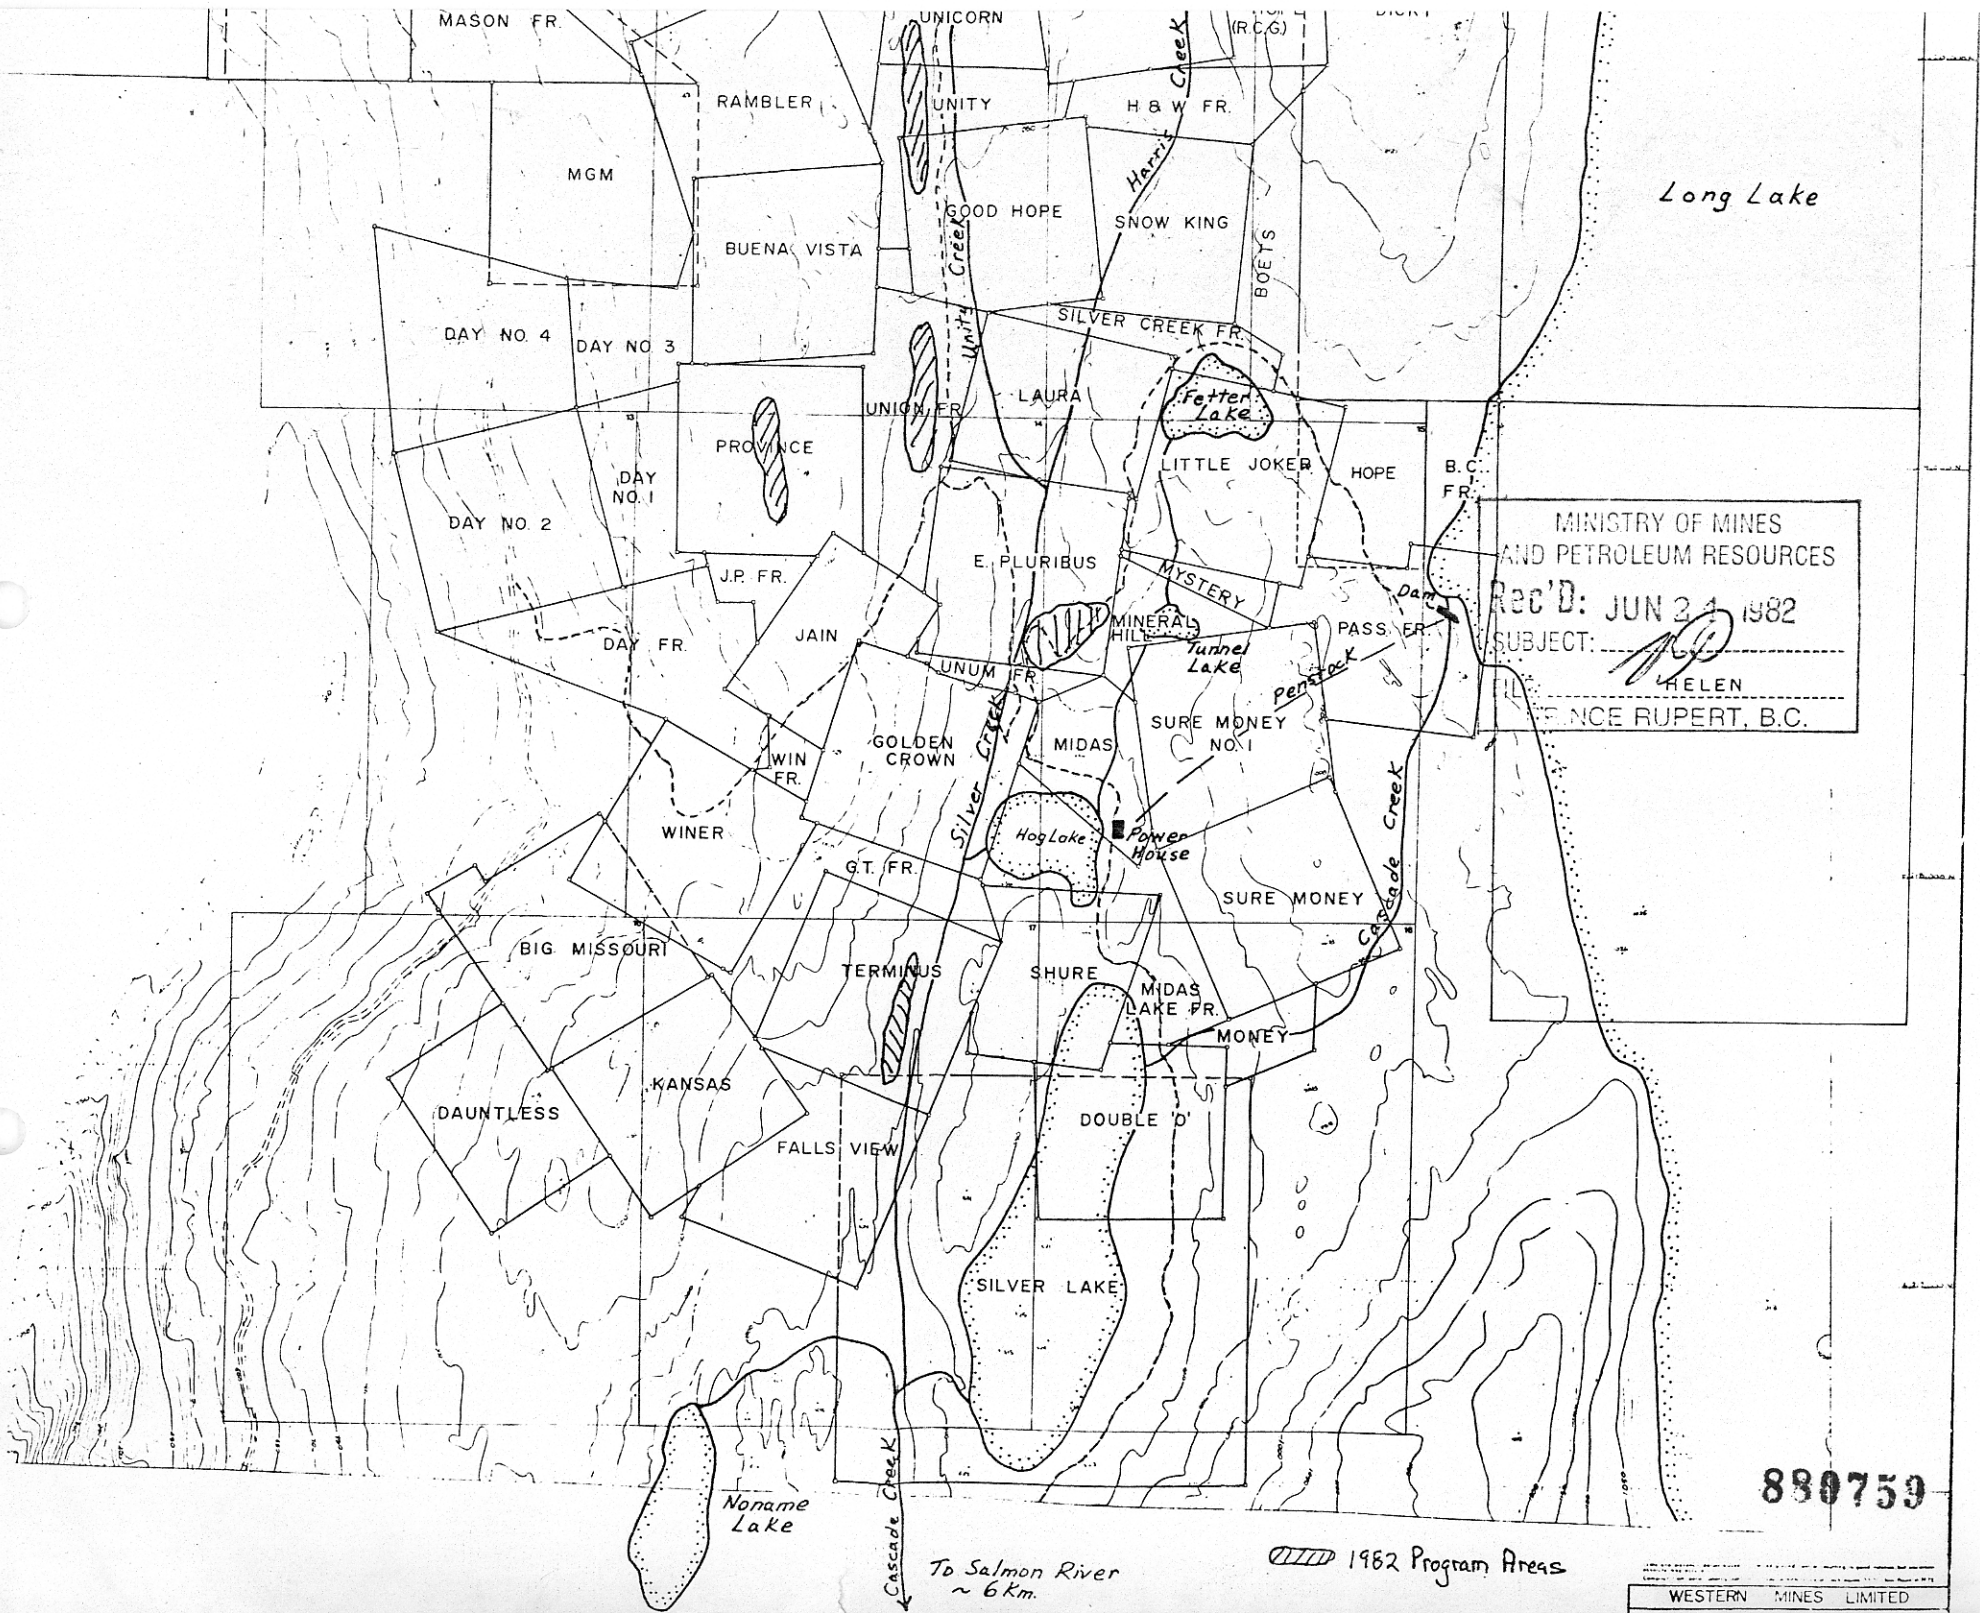 MASON FR.
UNICORN
(R.C.G.)
RAMBLER
UNITY
H & W FR.
Harris Creek
MGM
Long Lake
GOOD HOPE
SNOW KING
BUENA VISTA
BOETS
Unity Creek
SILVER CREEK FR.
DAY NO. 4
DAY NO 3
LAURA
Fetter
Lake
UNION FR.
PROVINCE
LITTLE JOKER
HOPE
B.C.
FR.
DAY
NO. 1
DAY NO. 2
MINISTRY OF MINES
AND PETROLEUM RESOURCES
Rec'D: JUN 24 1982
SUBJECT:
HELEN
PRINCE RUPERT, B.C.
E. PLURIBUS
MYSTERY
J.P. FR.
Dam
MINERAL
HILL
PASS FR.
JAIN
DAY FR.
Tunnel
Lake
UNUM FR.
Penstock
SURE MONEY
NO. 1
GOLDEN
CROWN
MIDAS
WIN
FR.
Silver Creek
Cascade Creek
WINER
Hog Lake
Power
House
G.T. FR.
SURE MONEY
BIG MISSOURI
TERMINUS
SHURE
MIDAS
LAKE FR.
MONEY
KANSAS
DAUNTLESS
DOUBLE 'O'
FALLS VIEW
SILVER LAKE
Noname
Lake
Cascade Creek
To Salmon River
~ 6 Km.
1982 Program Areas
880759
WESTERN MINES LIMITED